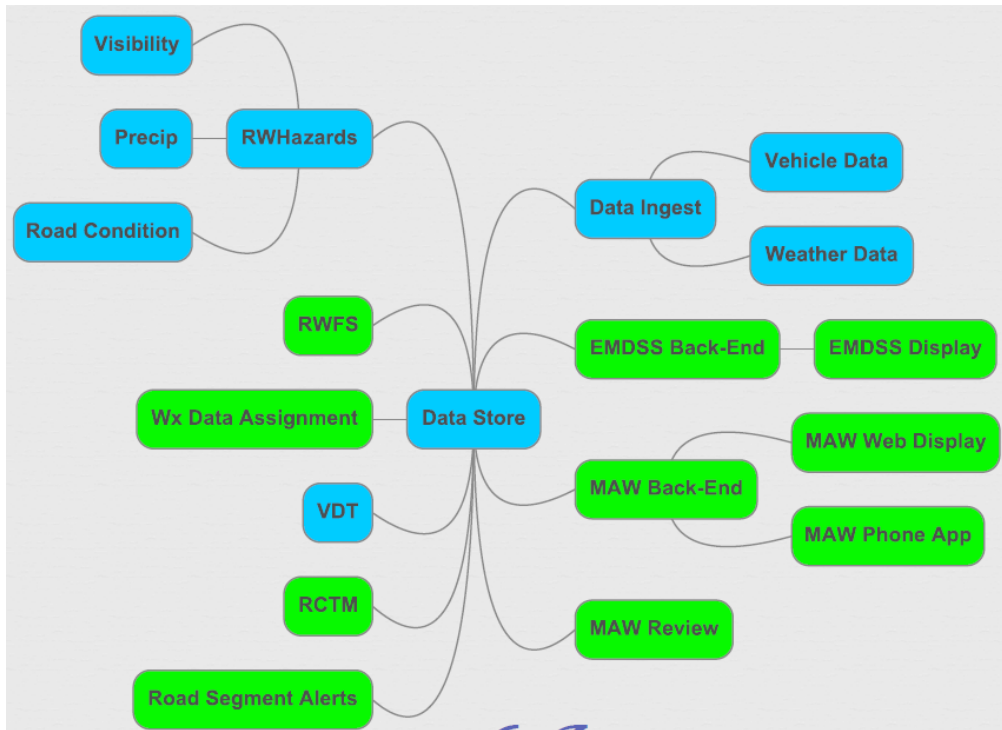 Visibility
Precip
RWHazards
Road Condition
Vehicle Data
Data Ingest
Weather Data
RWFS
EMDSS Back-End
EMDSS Display
Wx Data Assignment
Data Store
MAW Web Display
MAW Back-End
VDT
MAW Phone App
RCTM
MAW Review
Road Segment Alerts